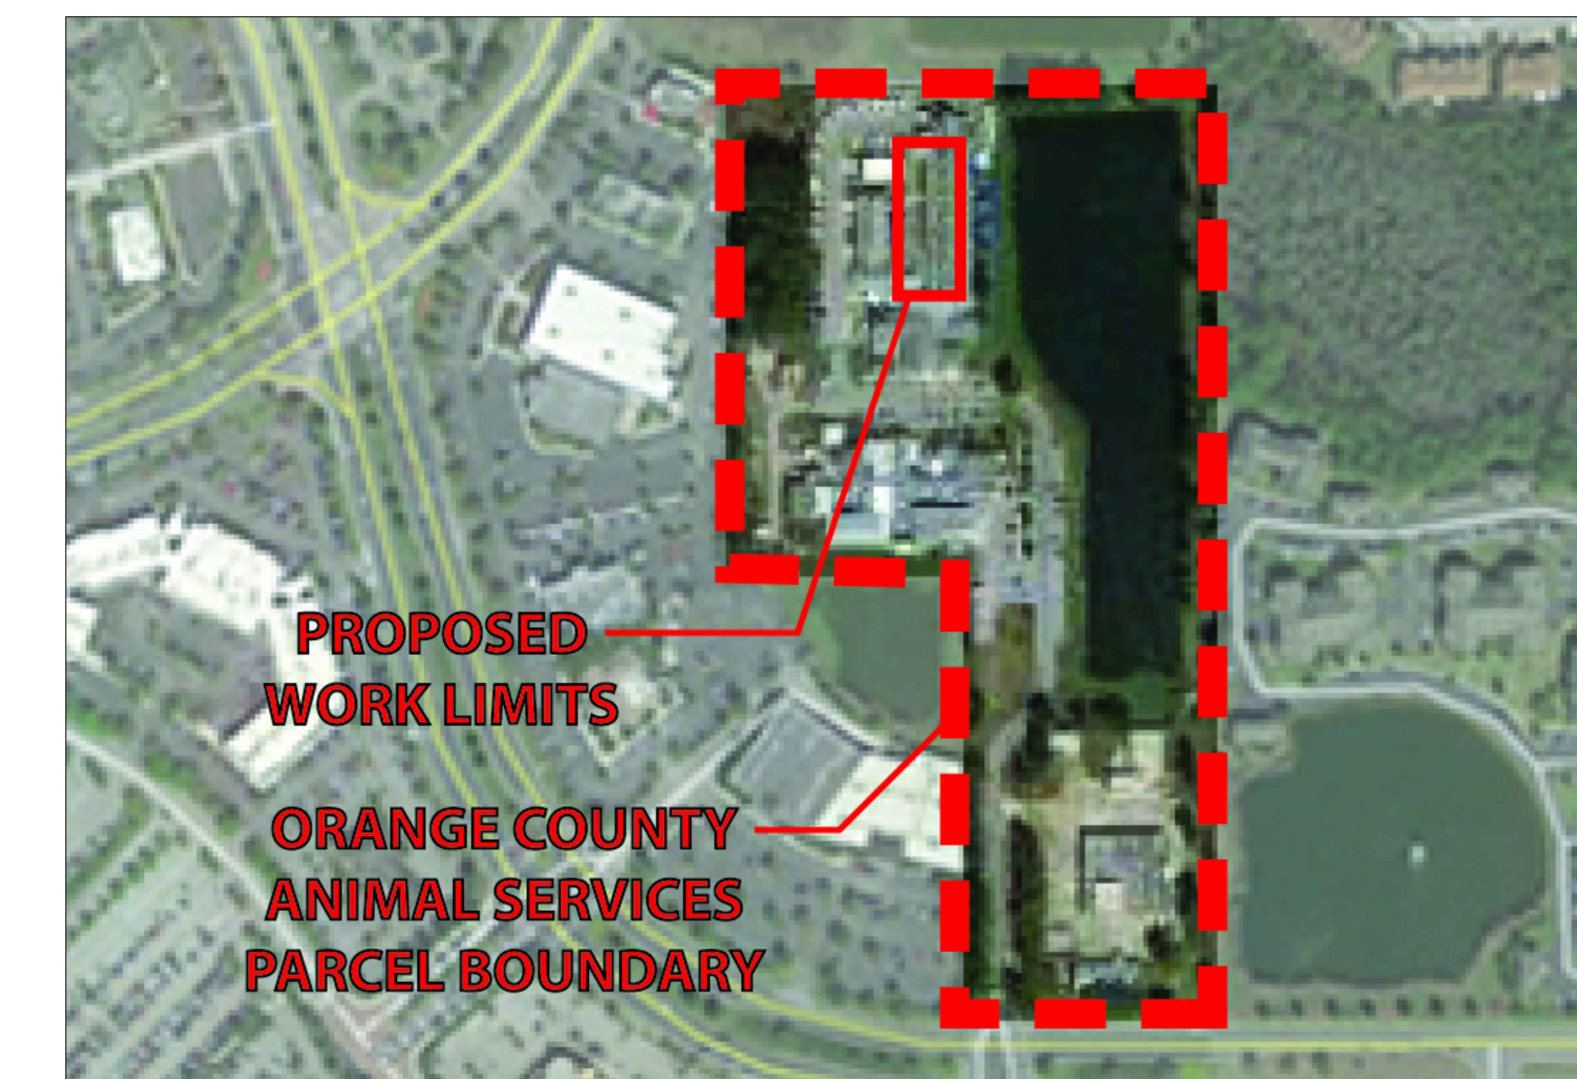 PROPOSED
WORK LIMITS
ORANGE COUNTY
ANIMAL SERVICES
PARCEL BOUNDARY